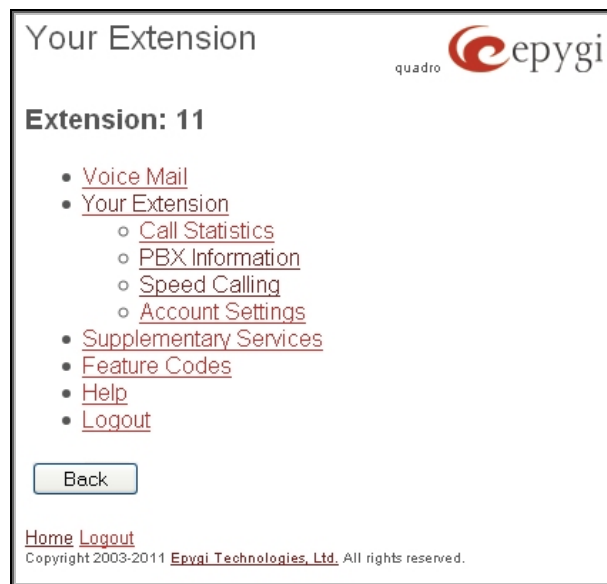 Your Extension
quadro epygi
Extension: 11
Voice Mail
Your Extension
Call Statistics
PBX Information
Speed Calling
Account Settings
Supplementary Services
Feature Codes
Help
Logout
Back
Home Logout
Copyright 2003-2011 Epygi Technologies, Ltd. All rights reserved.